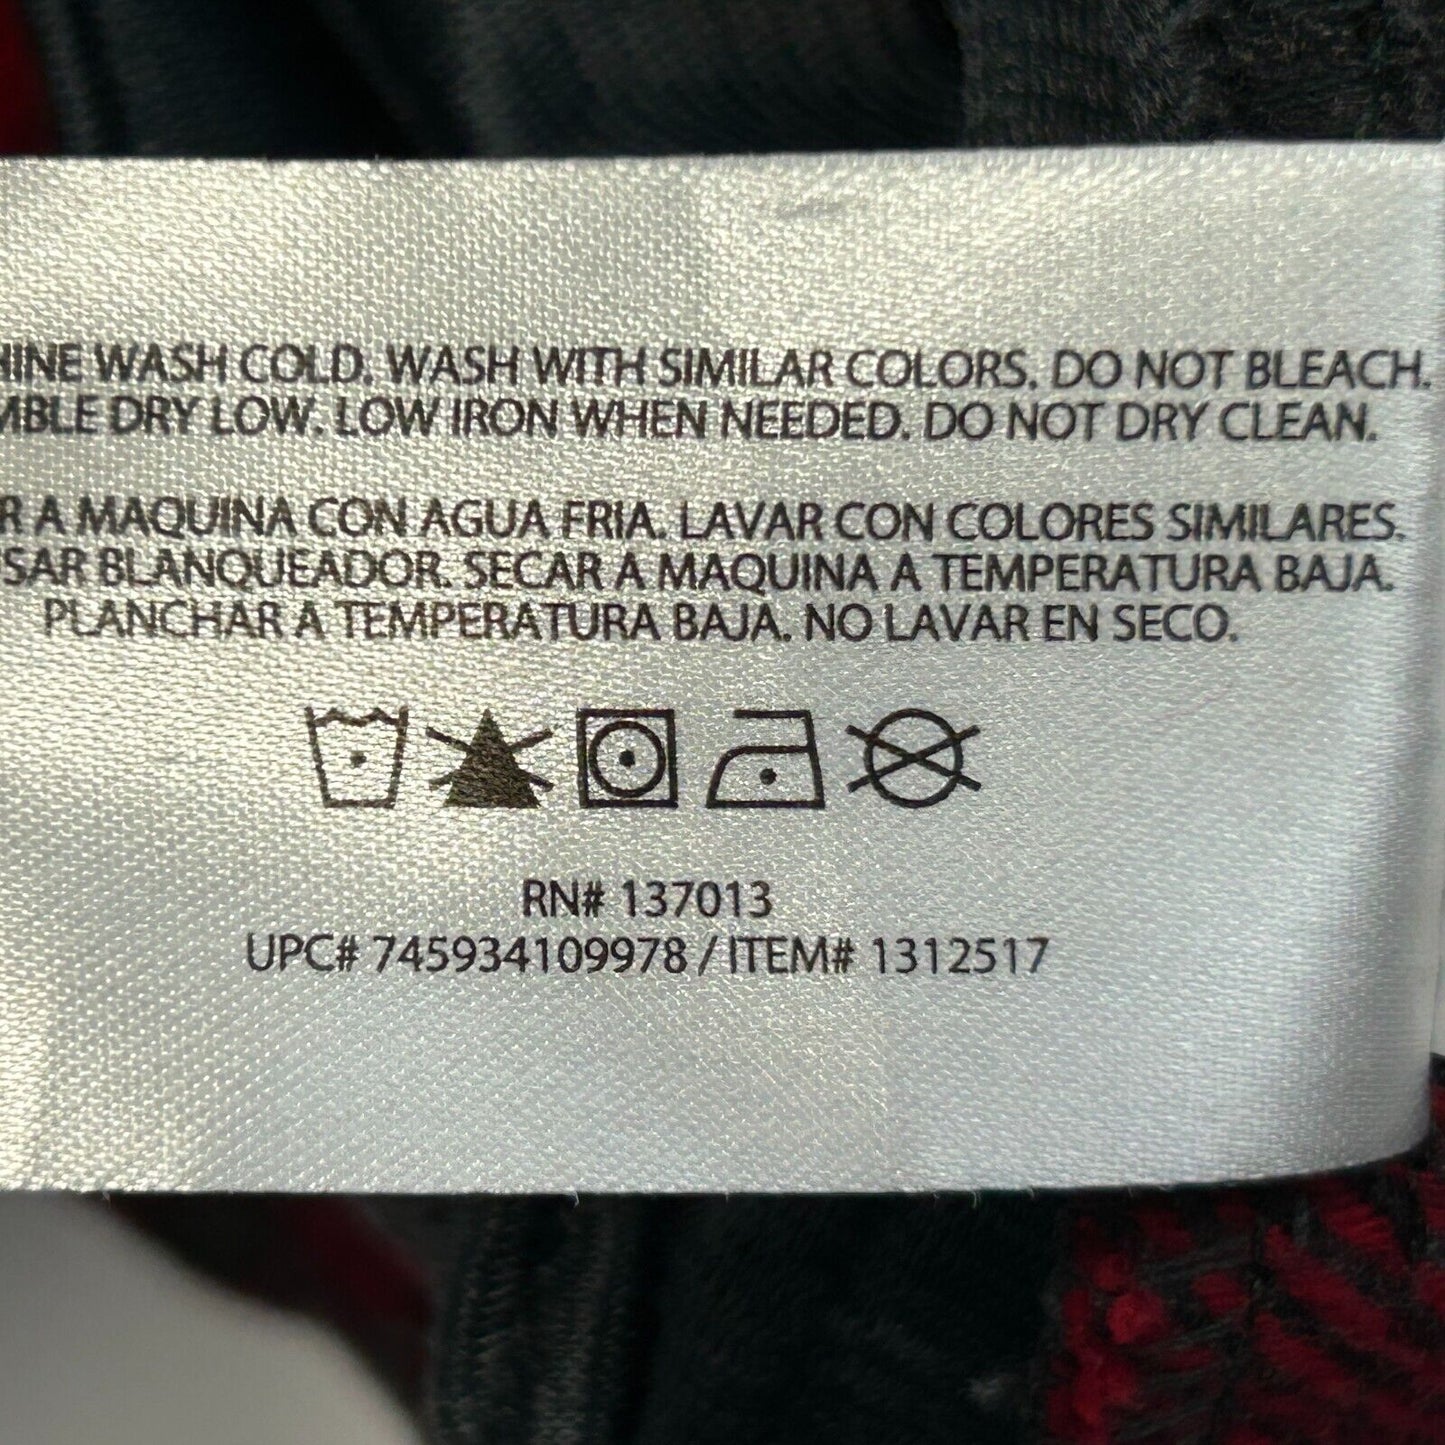 HINE WASH COLD. WASH WITH SIMILAR COLORS. DO NOT BLEACH.
MBLE DRY LOW. LOW IRON WHEN NEEDED. DO NOT DRY CLEAN.
R A MAQUINA CON AGUA FRIA. LAVAR CON COLORES SIMILARES.
SAR BLANQUEADOR. SECAR A MAQUINA A TEMPERATURA BAJA.
PLANCHAR A TEMPERATURA BAJA. NO LAVAR EN SECO.
RN# 137013
UPC# 745934109978 / ITEM# 1312517